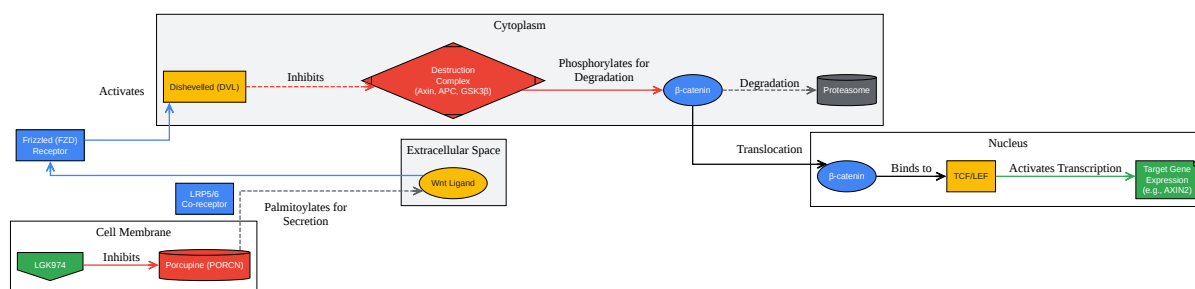 Cytoplasm
Activates
Dishevelled (DVL)
Inhibits
Destruction
Complex
(Axin, APC, GSK3β)
Phosphorylates for
Degradation
β-catenin
Degradation
Proteasome
Frizzled (FZD)
Receptor
Extracellular Space
Wnt Ligand
LRP5/6
Co-receptor
Palmitoylates for
Secretion
Translocation
Nucleus
β-catenin
Binds to
TCF/LEF
Activates Transcription
Target Gene
Expression
(e.g., AXIN2)
Cell Membrane
LGK974
Inhibits
Porcupine (PORCN)